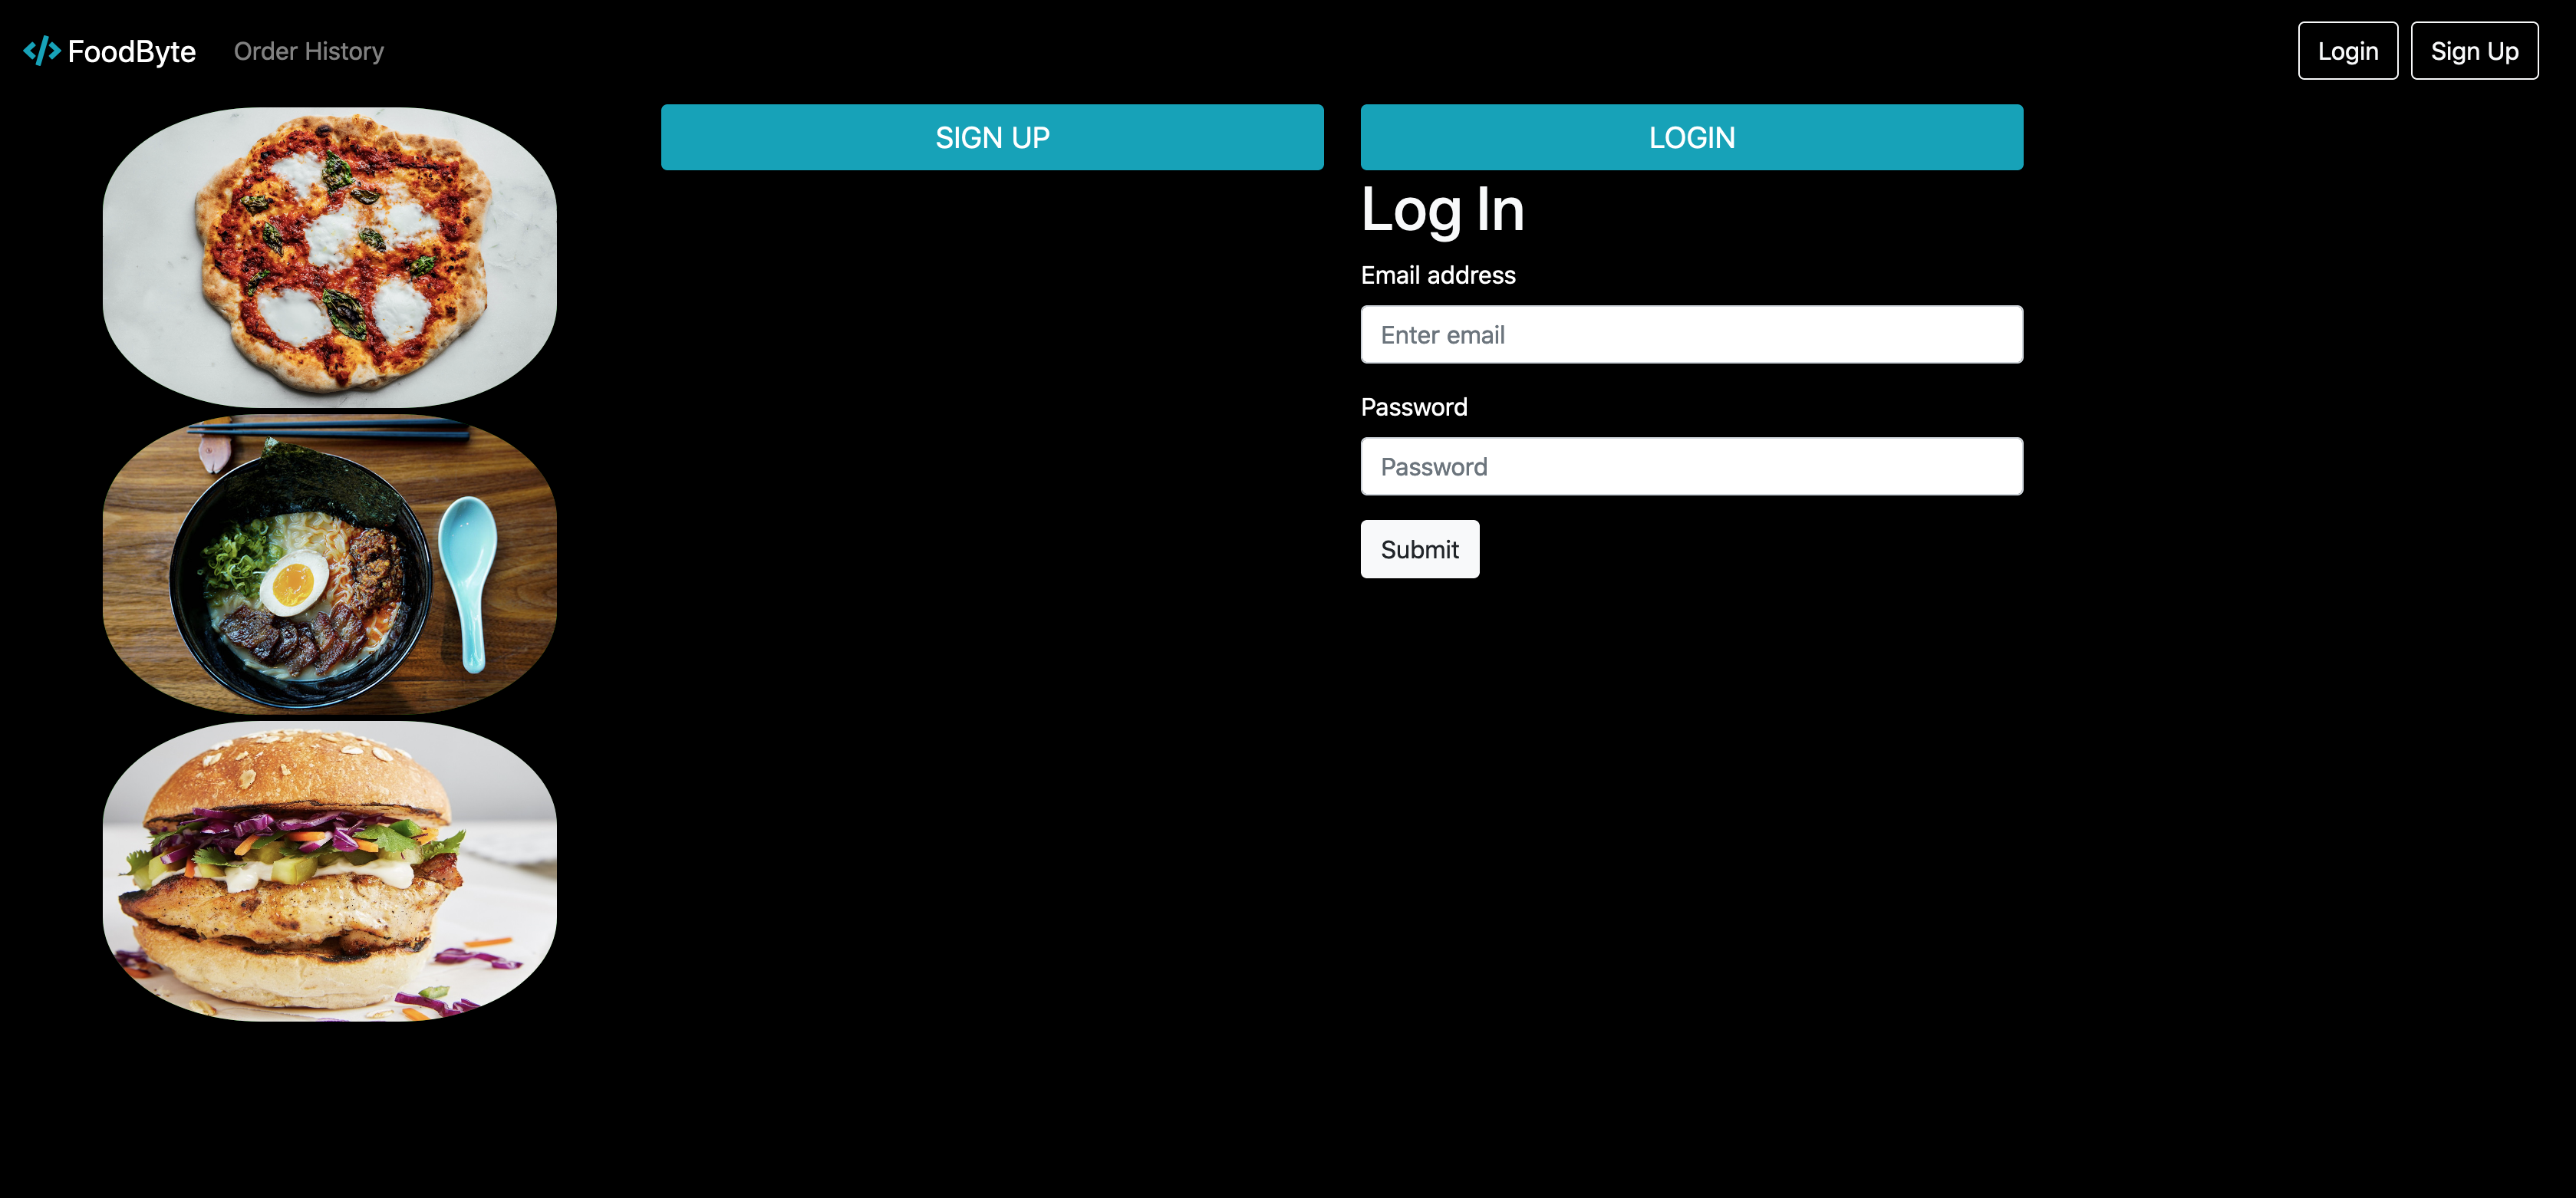 </> FoodByte Order History Login Sign Up
SIGN UP
LOGIN
Log In
Email address
Enter email
Password
Password
Submit